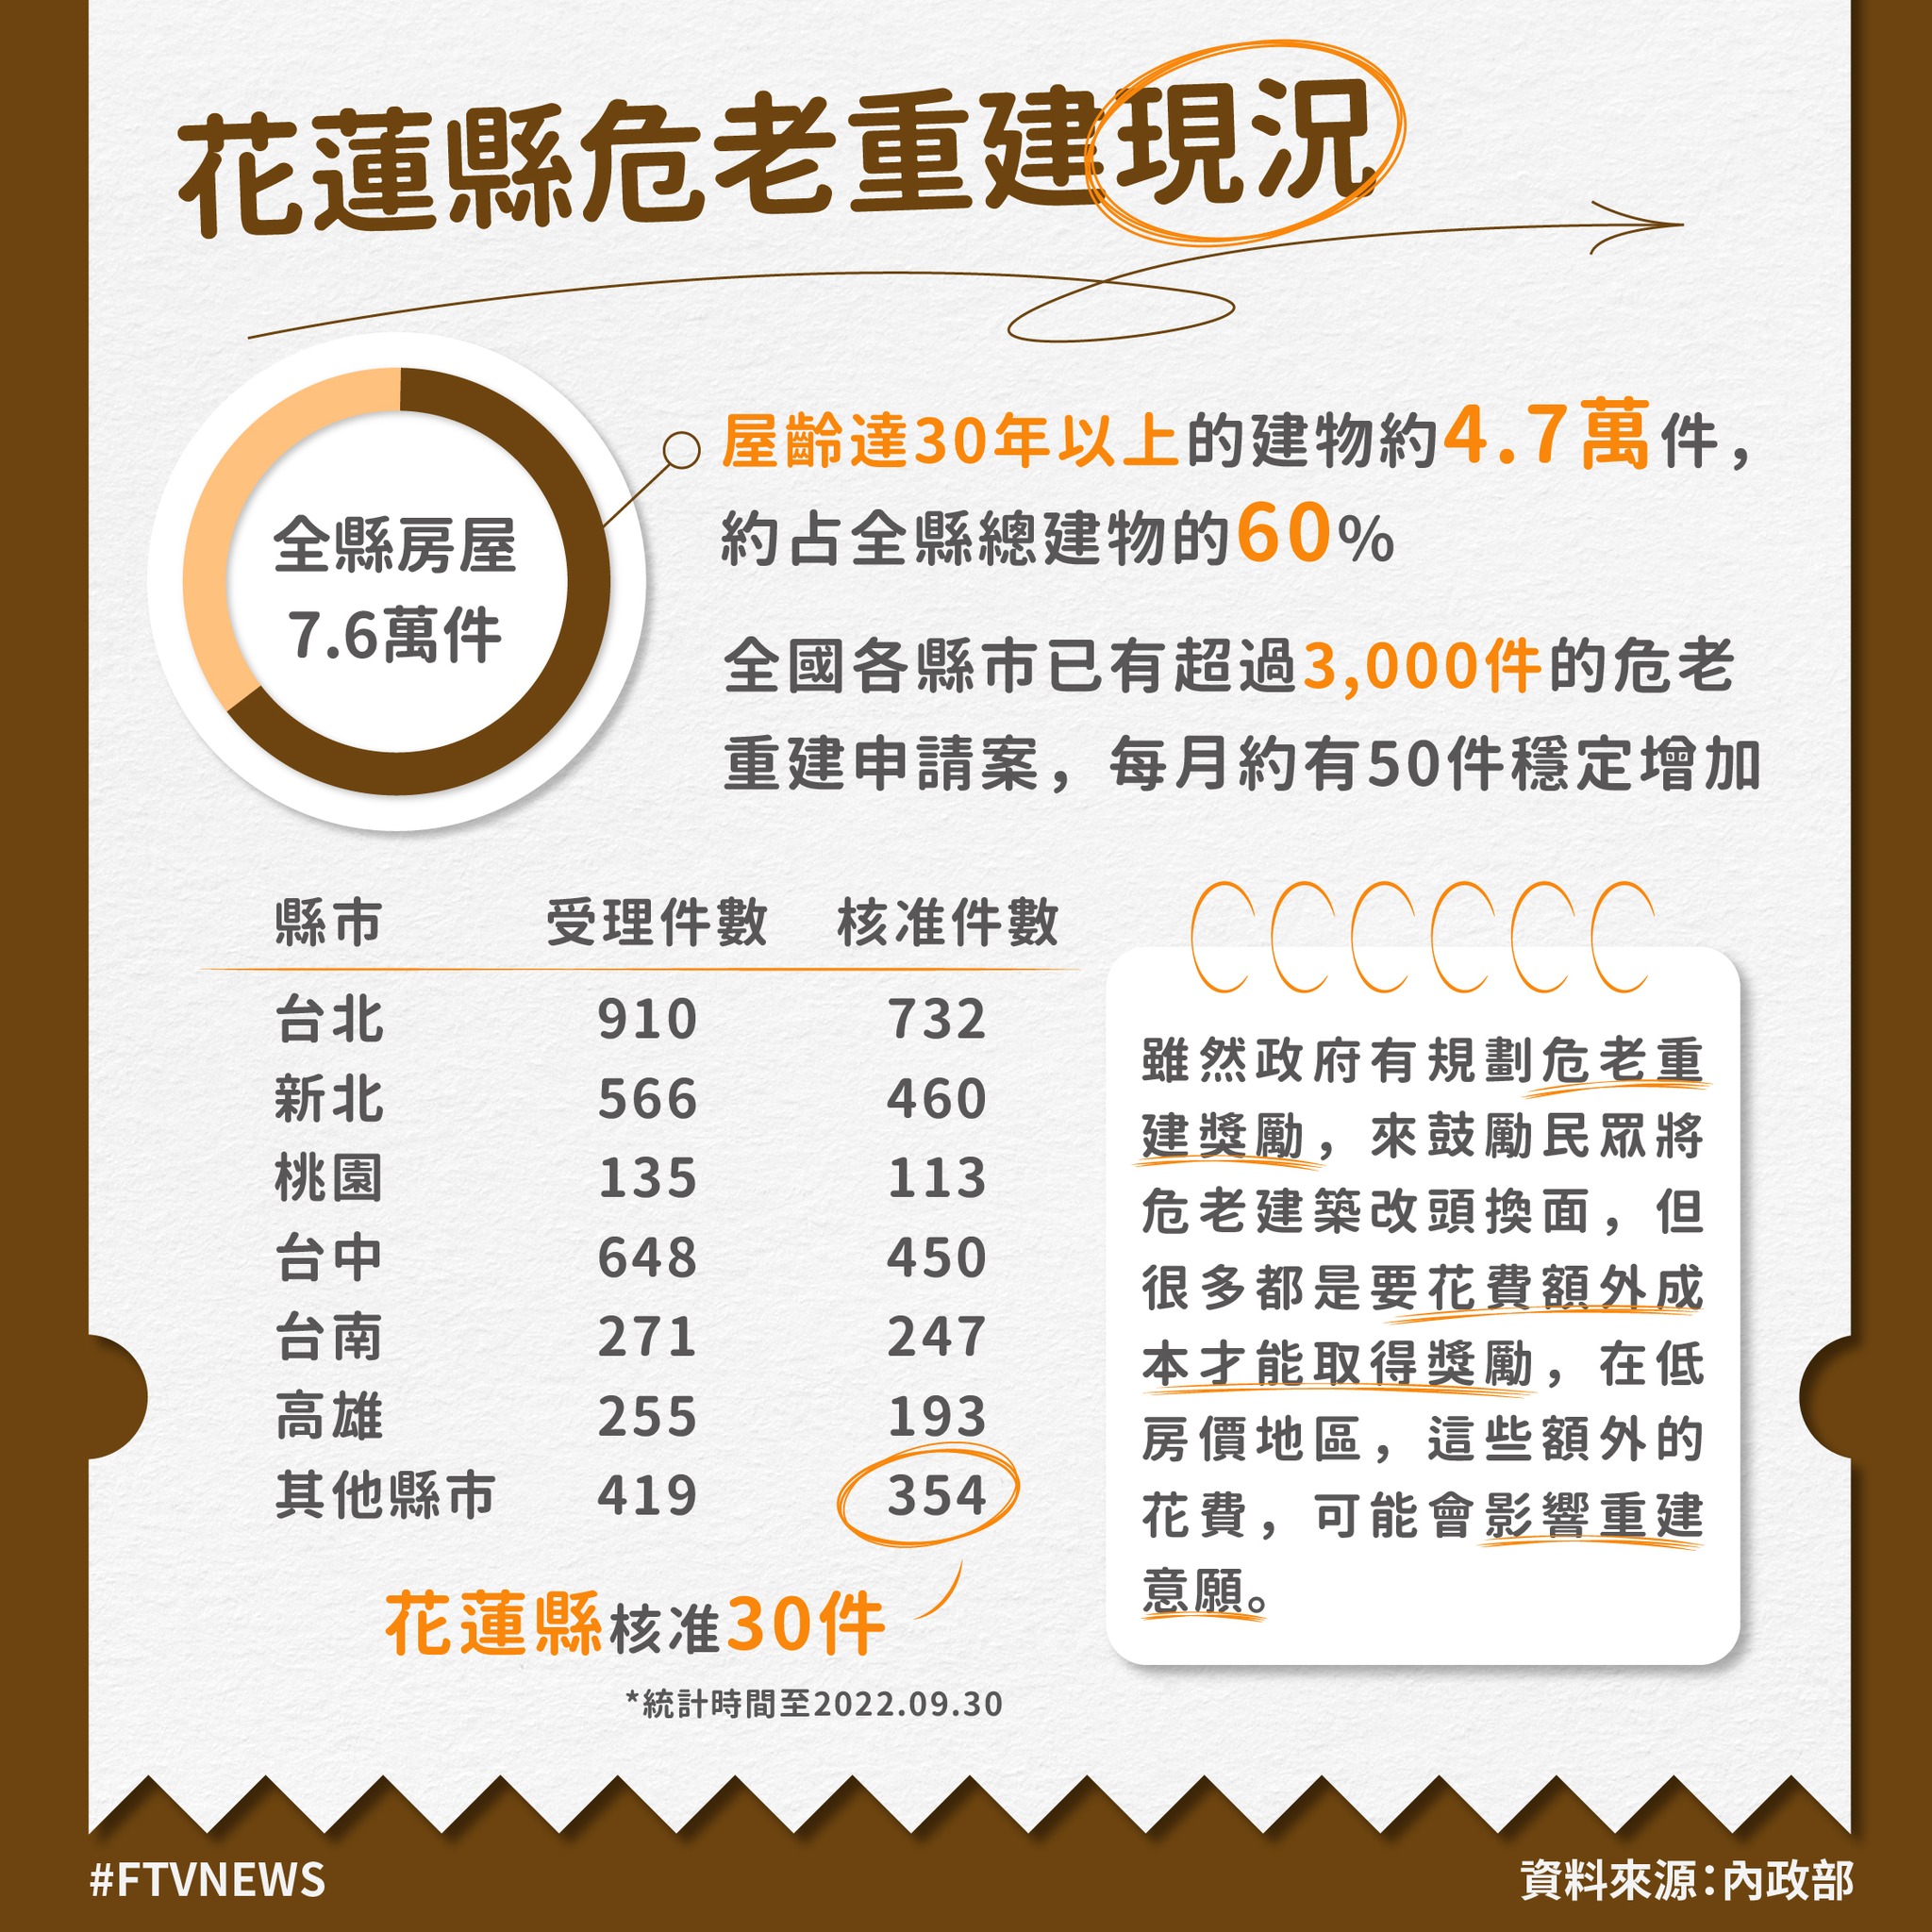 花蓮縣危老重建現況
全縣房屋
7.6萬件
屋齡達30年以上的建物約4.7萬件，
約占全縣總建物的60%
全國各縣市已有超過3,000件的危老
重建申請案，每月約有50件穩定增加
縣市 受理件數 核准件數
台北 910 732
新北 566 460
桃園 135 113
台中 648 450
台南 271 247
高雄 255 193
其他縣市 419 354
花蓮縣核准30件
*統計時間至2022.09.30
雖然政府有規劃危老重
建獎勵，來鼓勵民眾將
危老建築改頭換面，但
很多都是要花費額外成
本才能取得獎勵，在低
房價地區，這些額外的
花費，可能會影響重建
意願。
#FTVNEWS
資料來源：內政部